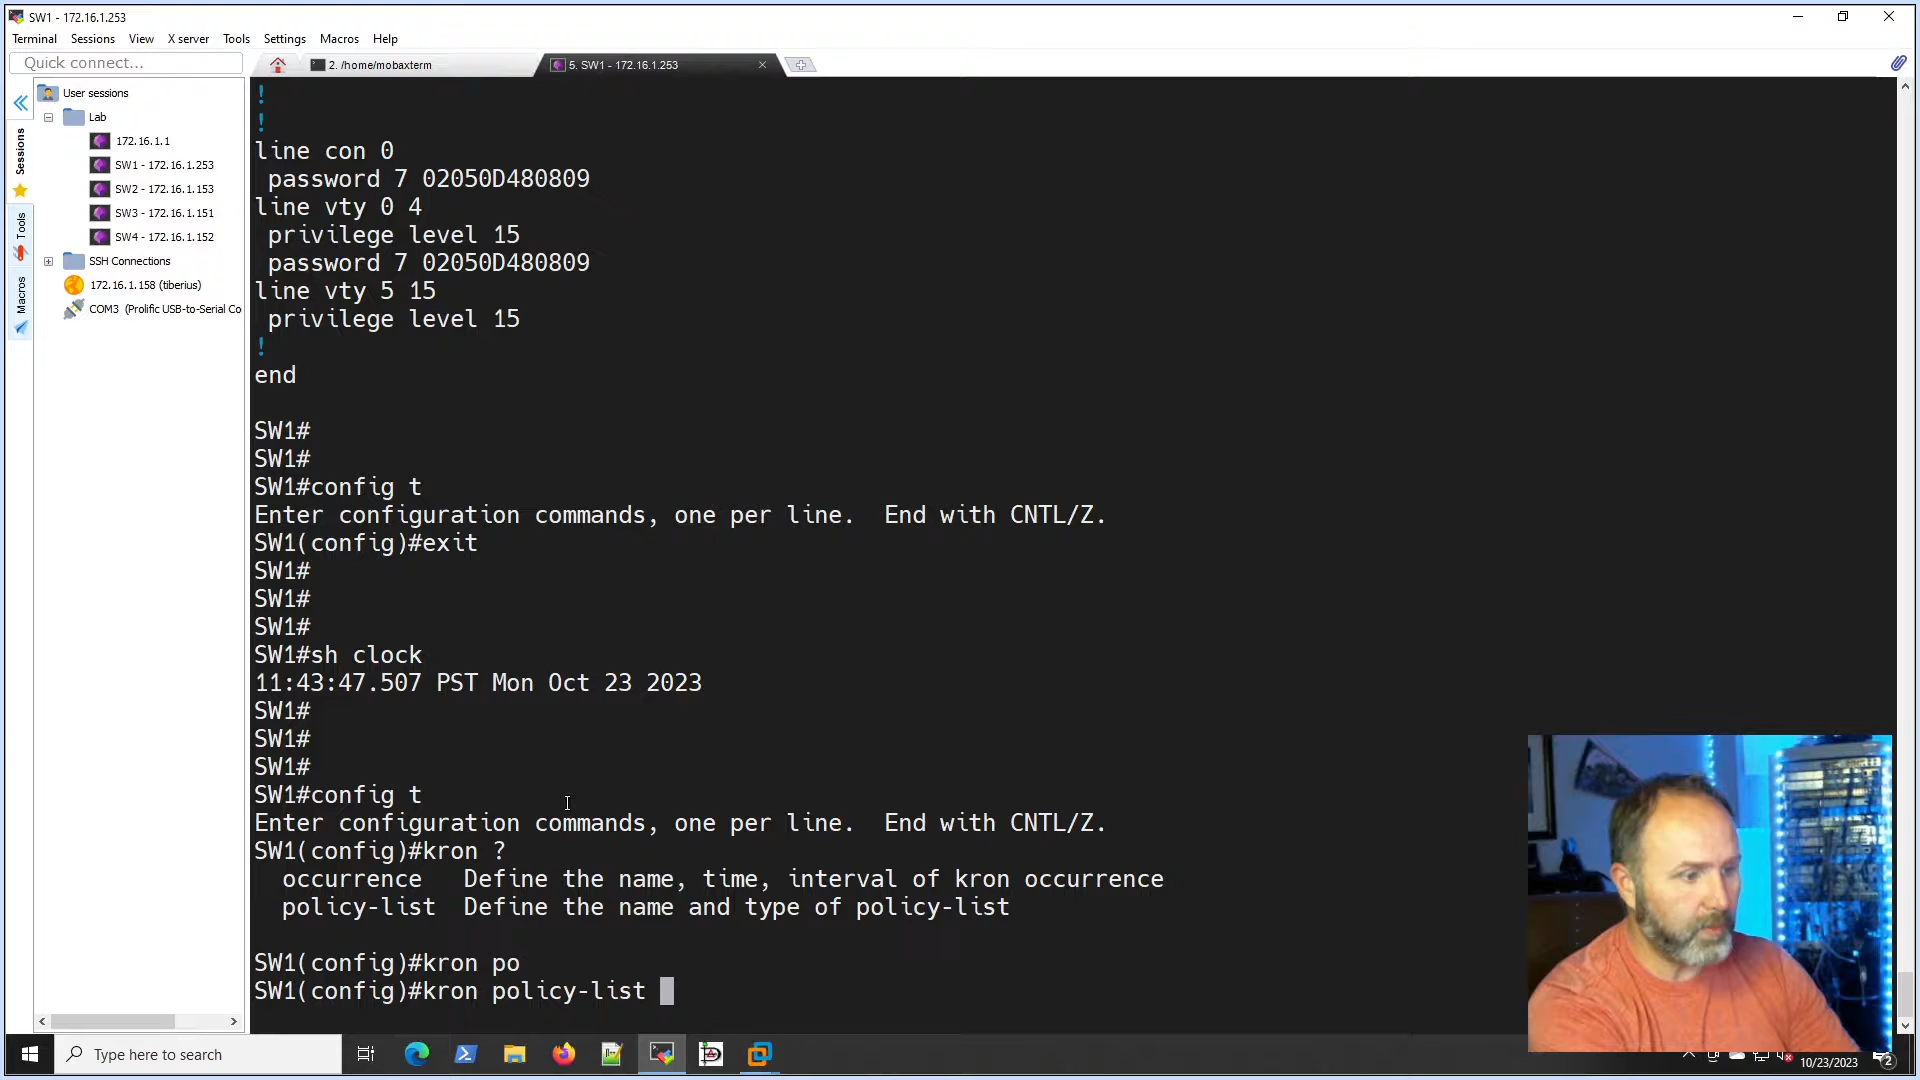 SW1 - 172.16.1.253
Terminal Sessions View X server Tools Settings Macros Help
Quick connect...
2. /home/mobaxterm
5. SW1 - 172.16.1.253
User sessions
Lab
172.16.1.1
SW1 - 172.16.1.253
SW2 - 172.16.1.153
SW3 - 172.16.1.151
SW4 - 172.16.1.152
SSH Connections
172.16.1.158 (tiberius)
COM3 (Prolific USB-to-Serial Co
Sessions
Tools
Macros
!
!
line con 0
password 7 02050D480809
line vty 0 4
privilege level 15
password 7 02050D480809
line vty 5 15
privilege level 15
!
end
SW1#
SW1#
SW1#config t
Enter configuration commands, one per line.  End with CNTL/Z.
SW1(config)#exit
SW1#
SW1#
SW1#
SW1#sh clock
11:43:47.507 PST Mon Oct 23 2023
SW1#
SW1#
SW1#
SW1#config t
Enter configuration commands, one per line.  End with CNTL/Z.
SW1(config)#kron ?
occurrence   Define the name, time, interval of kron occurrence
policy-list  Define the name and type of policy-list
SW1(config)#kron po
SW1(config)#kron policy-list
Type here to search
10/23/2023
2